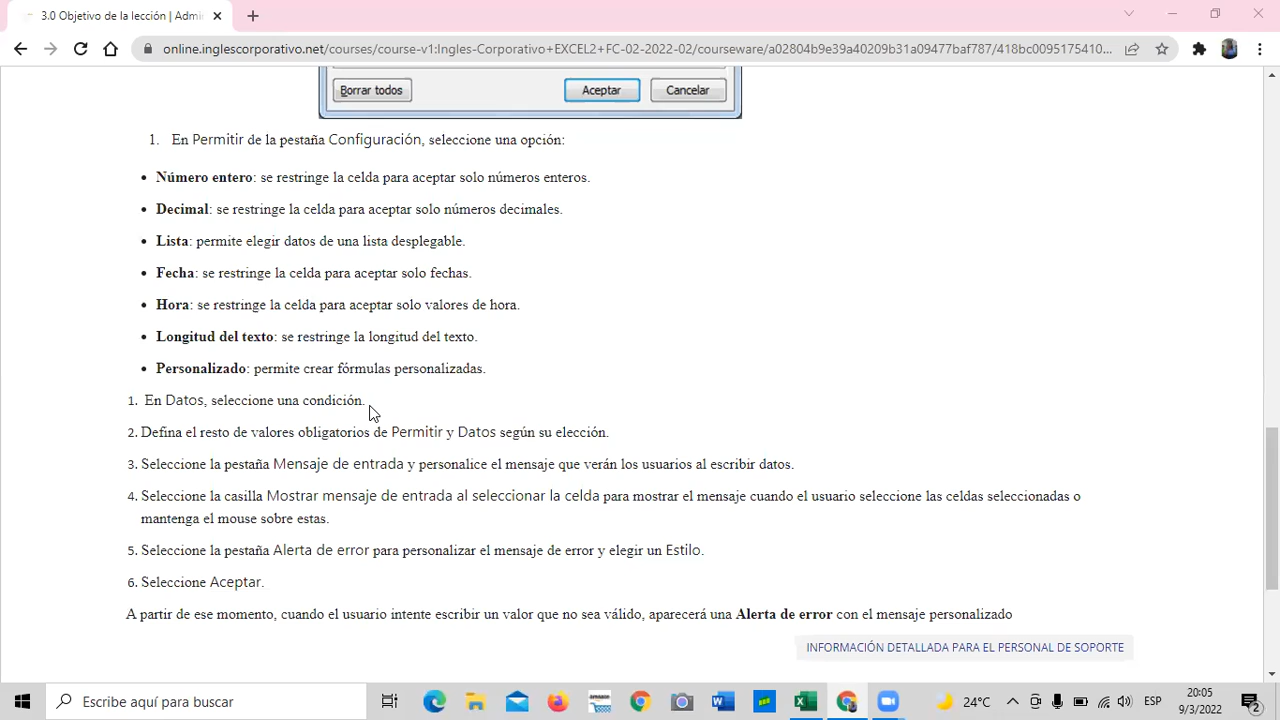 3.0 Objetivo de la lección | Admi
online.inglescorporativo.net/courses/course-v1:Ingles-Corporativo+EXCEL2+FC-02-2022-02/courseware/a02804b9e39a40209b31a09477baf787/418bc0095175410...
Borrar todos Aceptar Cancelar
1. En Permitir de la pestaña Configuración, seleccione una opción:
• Número entero: se restringe la celda para aceptar solo números enteros.
• Decimal: se restringe la celda para aceptar solo números decimales.
• Lista: permite elegir datos de una lista desplegable.
• Fecha: se restringe la celda para aceptar solo fechas.
• Hora: se restringe la celda para aceptar solo valores de hora.
• Longitud del texto: se restringe la longitud del texto.
• Personalizado: permite crear fórmulas personalizadas.
1. En Datos, seleccione una condición.
2. Defina el resto de valores obligatorios de Permitir y Datos según su elección.
3. Seleccione la pestaña Mensaje de entrada y personalice el mensaje que verán los usuarios al escribir datos.
4. Seleccione la casilla Mostrar mensaje de entrada al seleccionar la celda para mostrar el mensaje cuando el usuario seleccione las celdas seleccionadas o
mantenga el mouse sobre estas.
5. Seleccione la pestaña Alerta de error para personalizar el mensaje de error y elegir un Estilo.
6. Seleccione Aceptar.
A partir de ese momento, cuando el usuario intente escribir un valor que no sea válido, aparecerá una Alerta de error con el mensaje personalizado
INFORMACIÓN DETALLADA PARA EL PERSONAL DE SOPORTE
Escribe aquí para buscar
24°C
ESP
20:05
9/3/2022
2